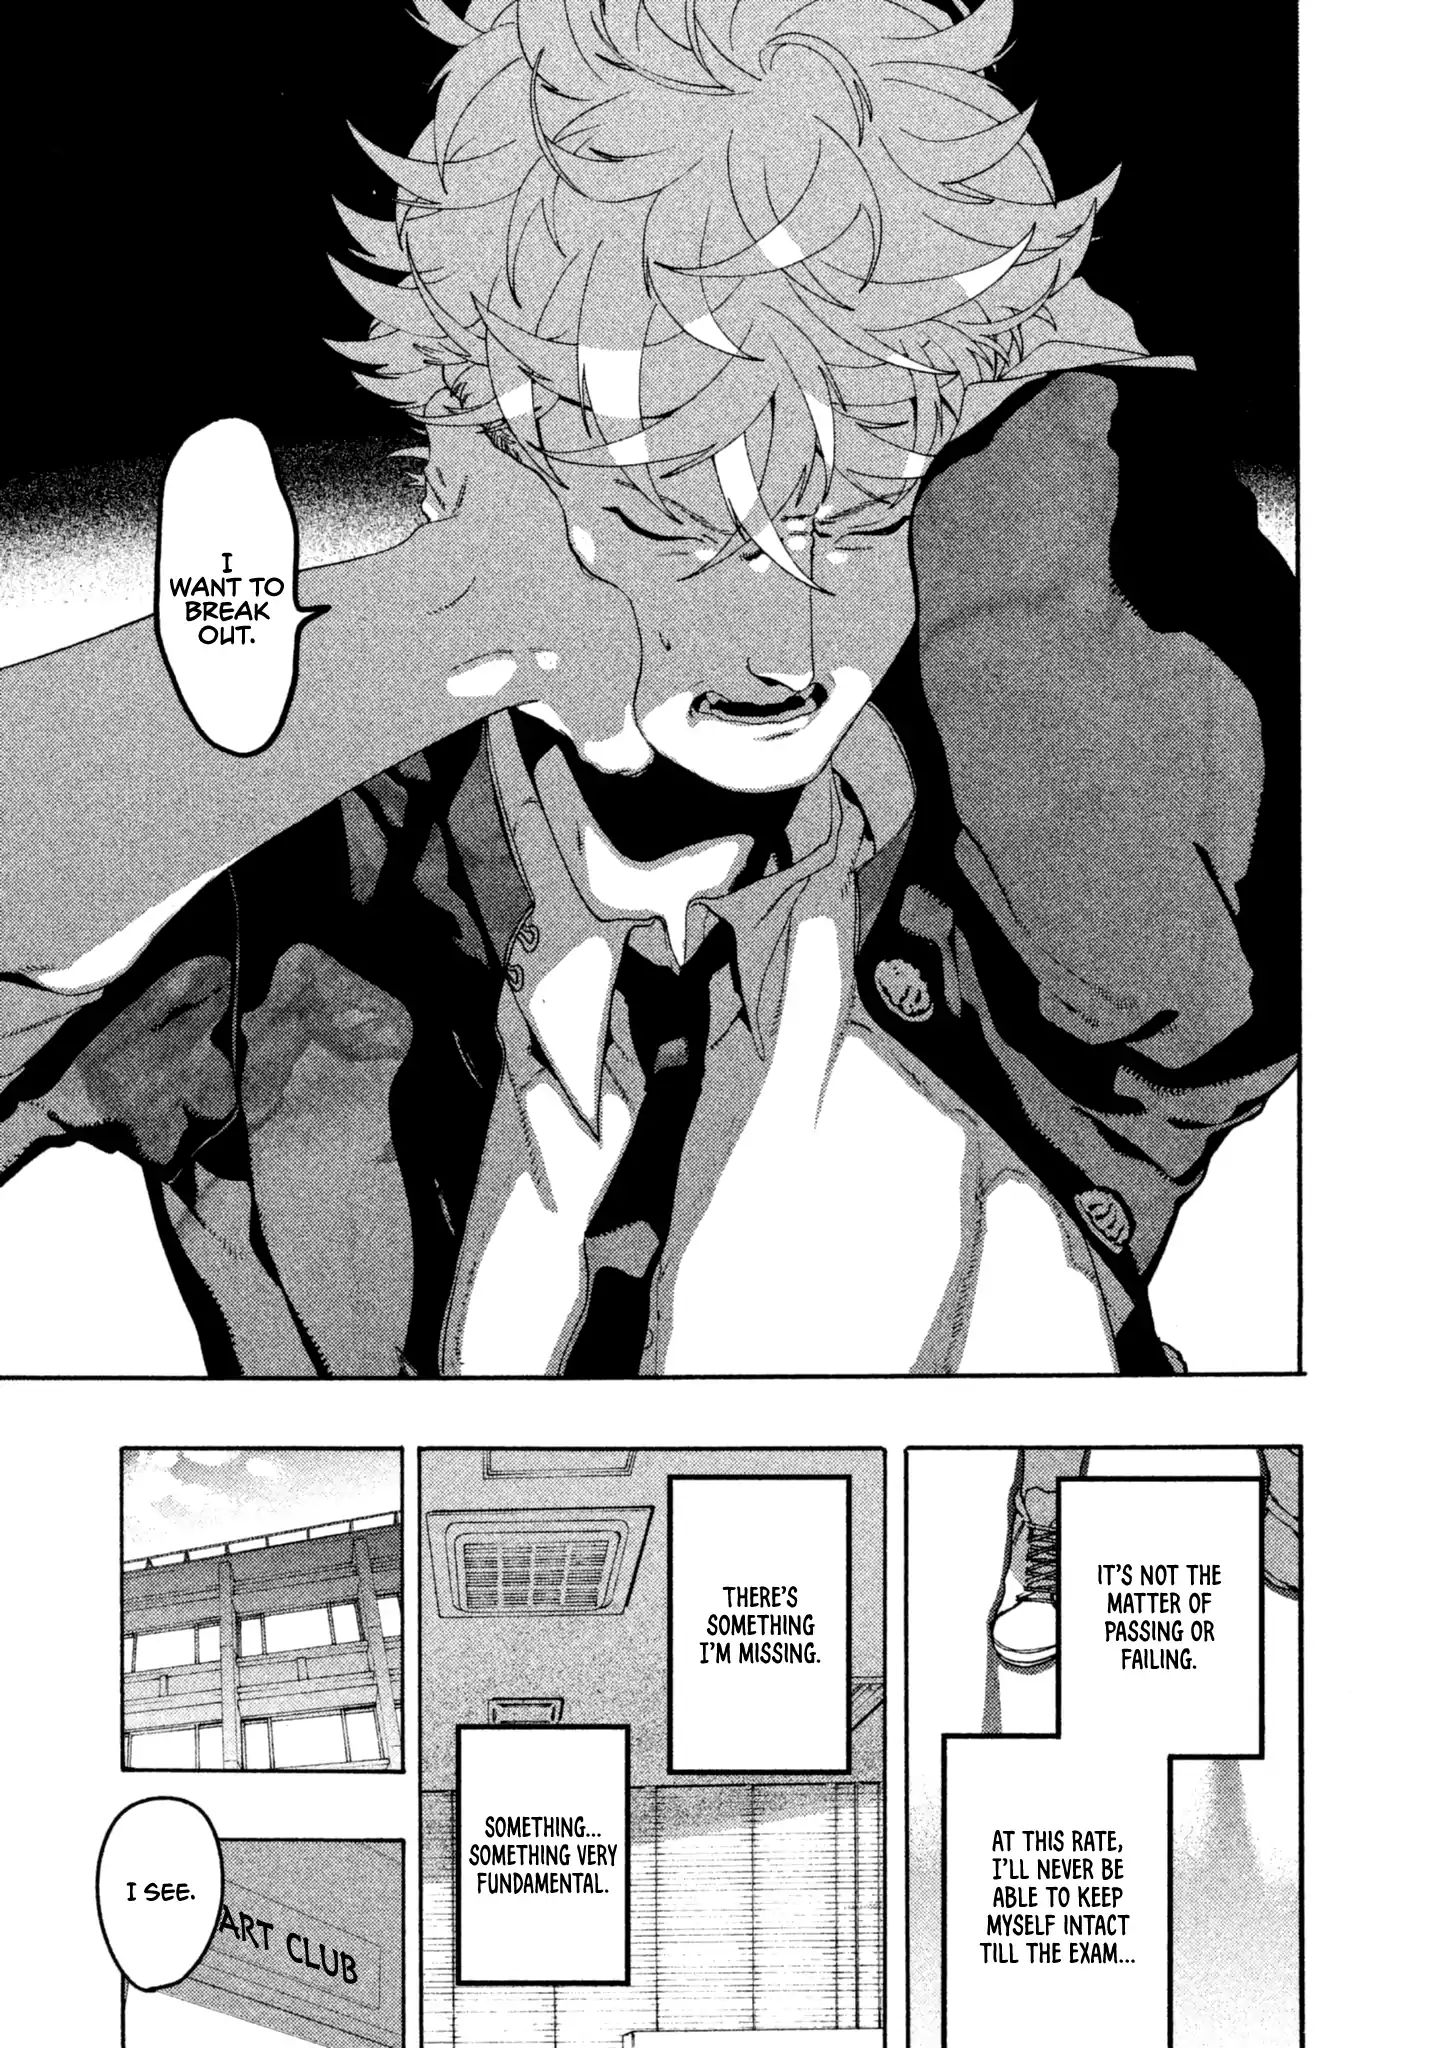 I
WANT TO
BREAK
OUT.
IT'S NOT THE
MATTER OF
PASSING OR
FAILING.
AT THIS RATE,
I'LL NEVER BE
ABLE TO KEEP
MYSELF INTACT
TILL THE EXAM...
THERE'S
SOMETHING
I'M MISSING.
SOMETHING...
SOMETHING VERY
FUNDAMENTAL.
I SEE.
ART CLUB